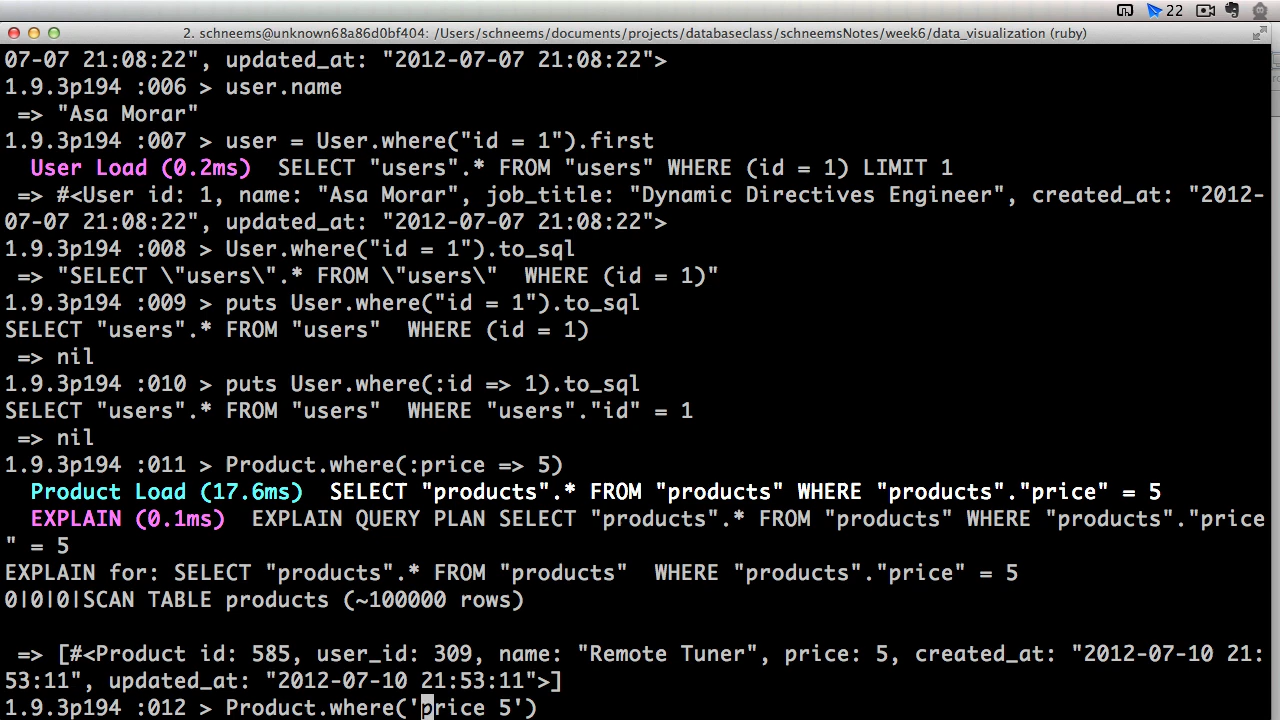 22
2. schneems@unknown68a86d0bf404: /Users/schneems/documents/projects/databaseclass/schneemsNotes/week6/data_visualization (ruby)
07-07 21:08:22", updated_at: "2012-07-07 21:08:22">
1.9.3p194 :006 > user.name
 => "Asa Morar"
1.9.3p194 :007 > user = User.where("id = 1").first
  User Load (0.2ms)  SELECT "users".* FROM "users" WHERE (id = 1) LIMIT 1
 => #<User id: 1, name: "Asa Morar", job_title: "Dynamic Directives Engineer", created_at: "2012-
07-07 21:08:22", updated_at: "2012-07-07 21:08:22">
1.9.3p194 :008 > User.where("id = 1").to_sql
 => "SELECT \"users\".* FROM \"users\"  WHERE (id = 1)"
1.9.3p194 :009 > puts User.where("id = 1").to_sql
SELECT "users".* FROM "users"  WHERE (id = 1)
 => nil
1.9.3p194 :010 > puts User.where(:id => 1).to_sql
SELECT "users".* FROM "users"  WHERE "users"."id" = 1
 => nil
1.9.3p194 :011 > Product.where(:price => 5)
  Product Load (17.6ms)  SELECT "products".* FROM "products" WHERE "products"."price" = 5
  EXPLAIN (0.1ms)  EXPLAIN QUERY PLAN SELECT "products".* FROM "products" WHERE "products"."price
" = 5
EXPLAIN for: SELECT "products".* FROM "products"  WHERE "products"."price" = 5
0|0|0|SCAN TABLE products (~100000 rows)
 => [#<Product id: 585, user_id: 309, name: "Remote Tuner", price: 5, created_at: "2012-07-10 21:
53:11", updated_at: "2012-07-10 21:53:11">]
1.9.3p194 :012 > Product.where('price 5')